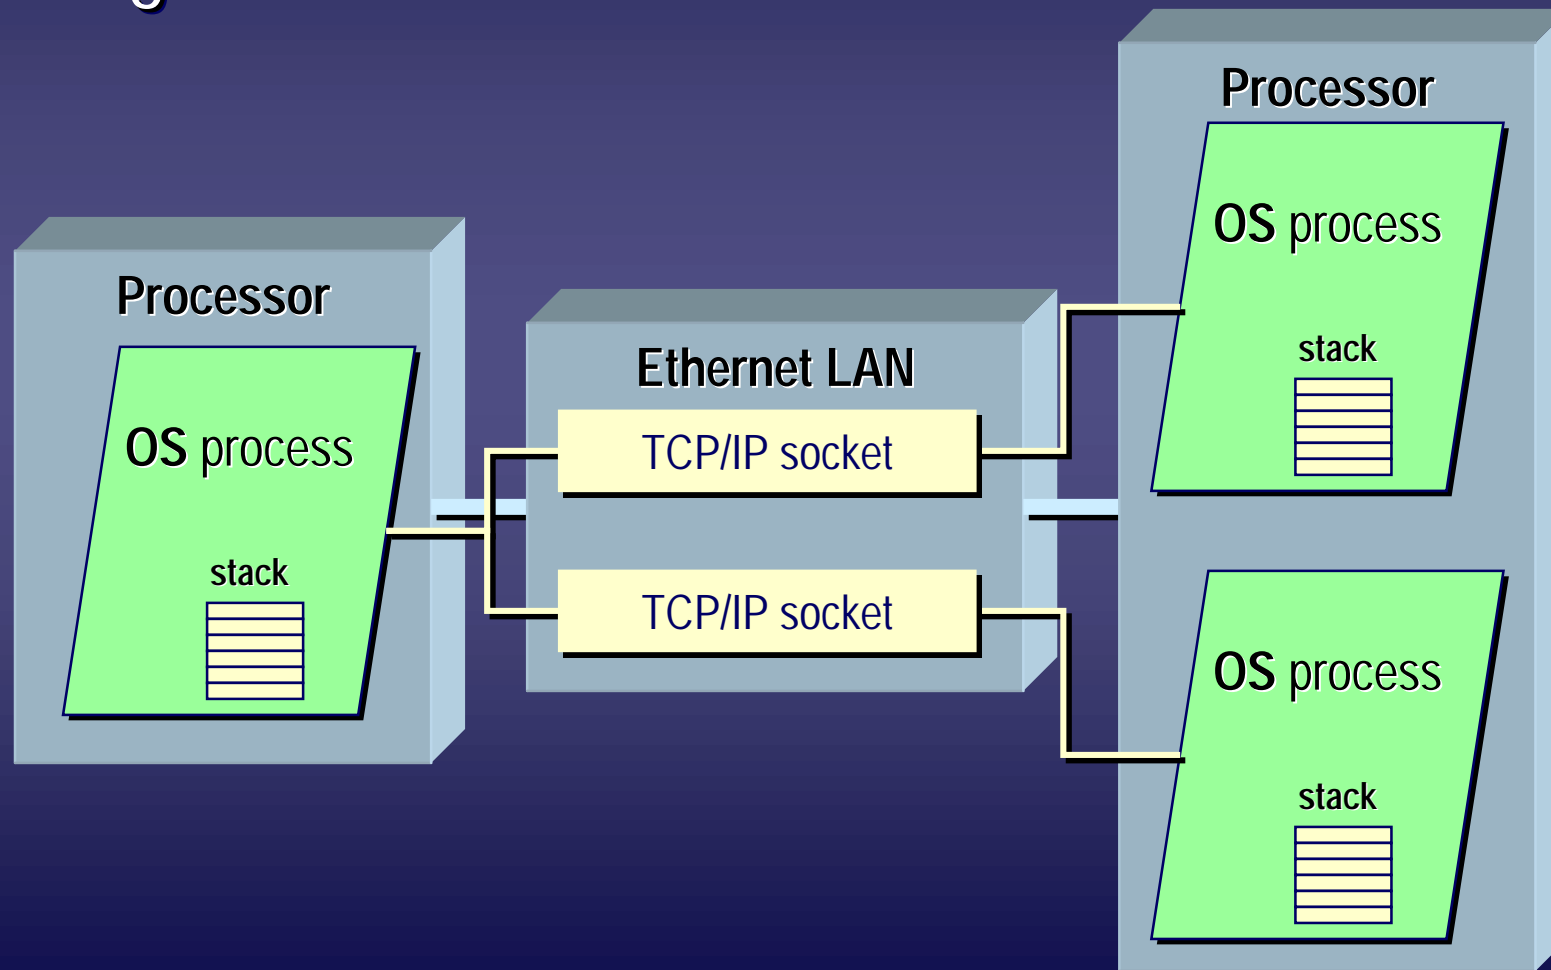 Processor
OS process
stack
Ethernet LAN
TCP/IP socket
TCP/IP socket
Processor
OS process
stack
OS process
stack